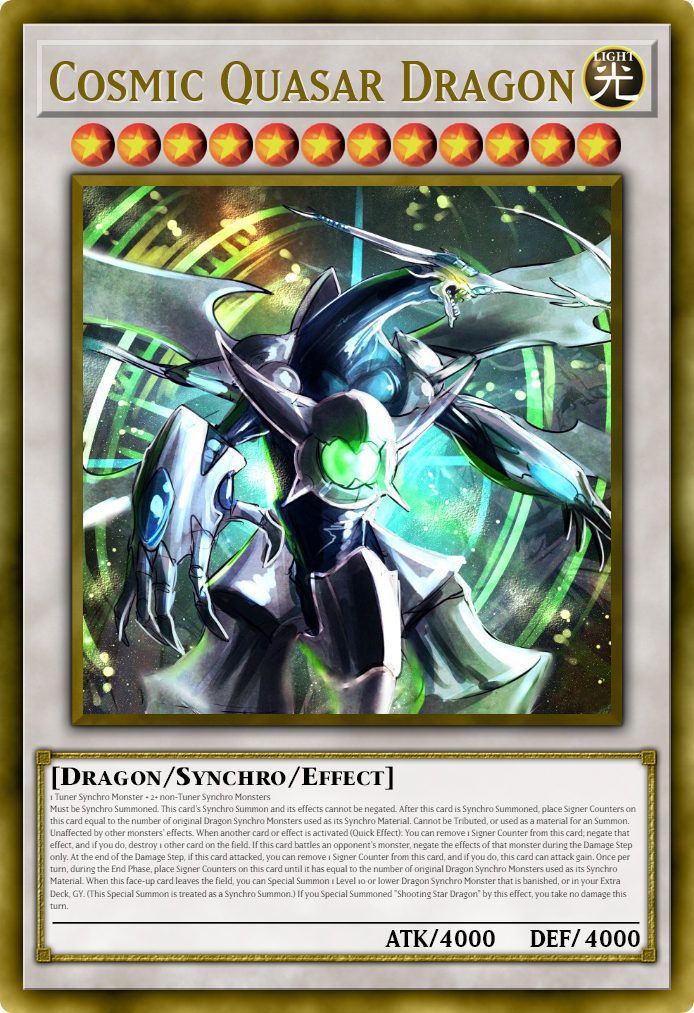 COSMIC QUASAR DRAGON
LIGHT
光
[DRAGON/SYNCHRO/EFFECT]
1 Tuner Synchro Monster + 2+ non-Tuner Synchro Monsters
Must be Synchro Summoned. This card's Synchro Summon and its effects cannot be negated. After this card is Synchro Summoned, place Signer Counters on
this card equal to the number of original Dragon Synchro Monsters used as its Synchro Material. Cannot be Tributed, or used as a material for an Summon.
Unaffected by other monsters' effects. When another card or effect is activated (Quick Effect): You can remove 1 Signer Counter from this card; negate that
effect, and if you do, destroy 1 other card on the field. If this card battles an opponent's monster, negate the effects of that monster during the Damage Step
only. At the end of the Damage Step, if this card attacked, you can remove 1 Signer Counter from this card, and if you do, this card can attack gain. Once per
turn, during the End Phase, place Signer Counters on this card until it has equal to the number of original Dragon Synchro Monsters used as its Synchro
Material. When this face-up card leaves the field, you can Special Summon 1 Level 10 or lower Dragon Synchro Monster that is banished, or in your Extra
Deck, GY. (This Special Summon is treated as a Synchro Summon.) If you Special Summoned "Shooting Star Dragon" by this effect, you take no damage this
turn.
ATK/4000 DEF/ 4000